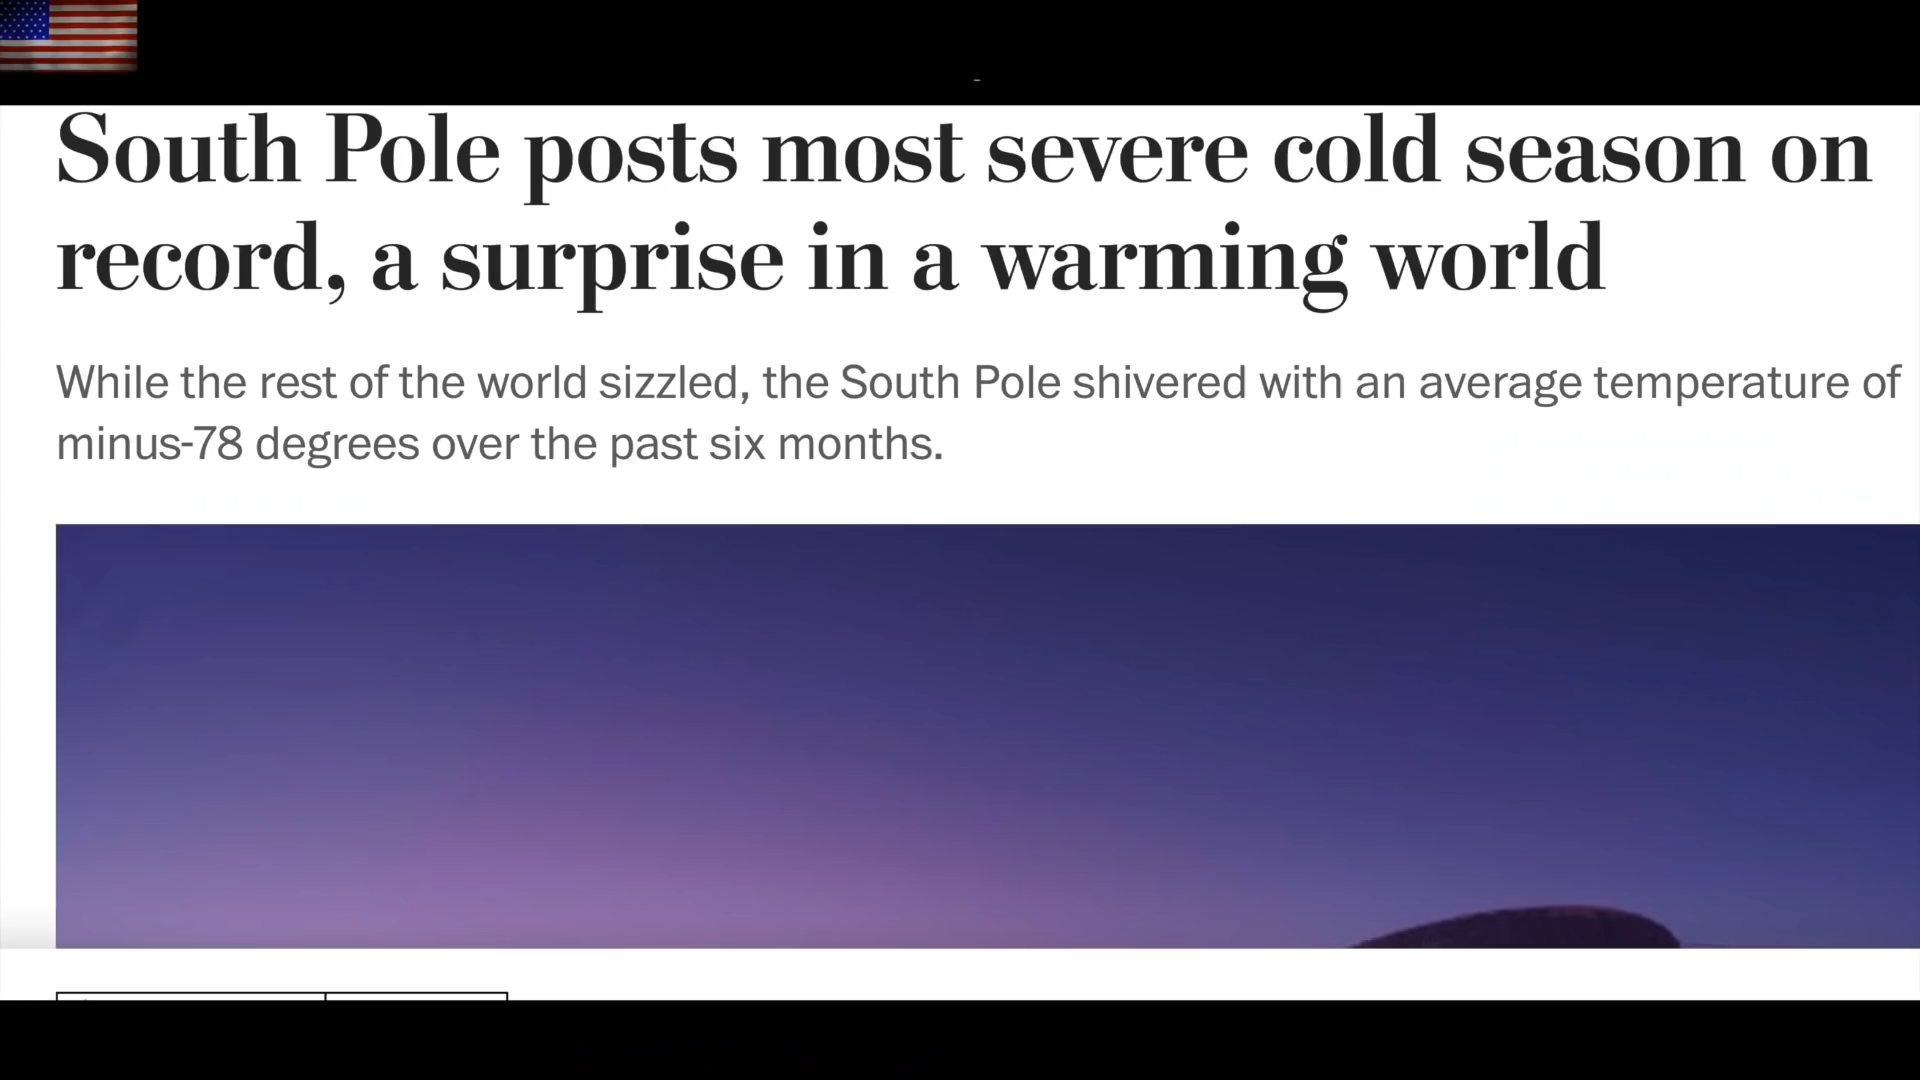 South Pole posts most severe cold season on
record, a surprise in a warming world
While the rest of the world sizzled, the South Pole shivered with an average temperature of
minus-78 degrees over the past six months.